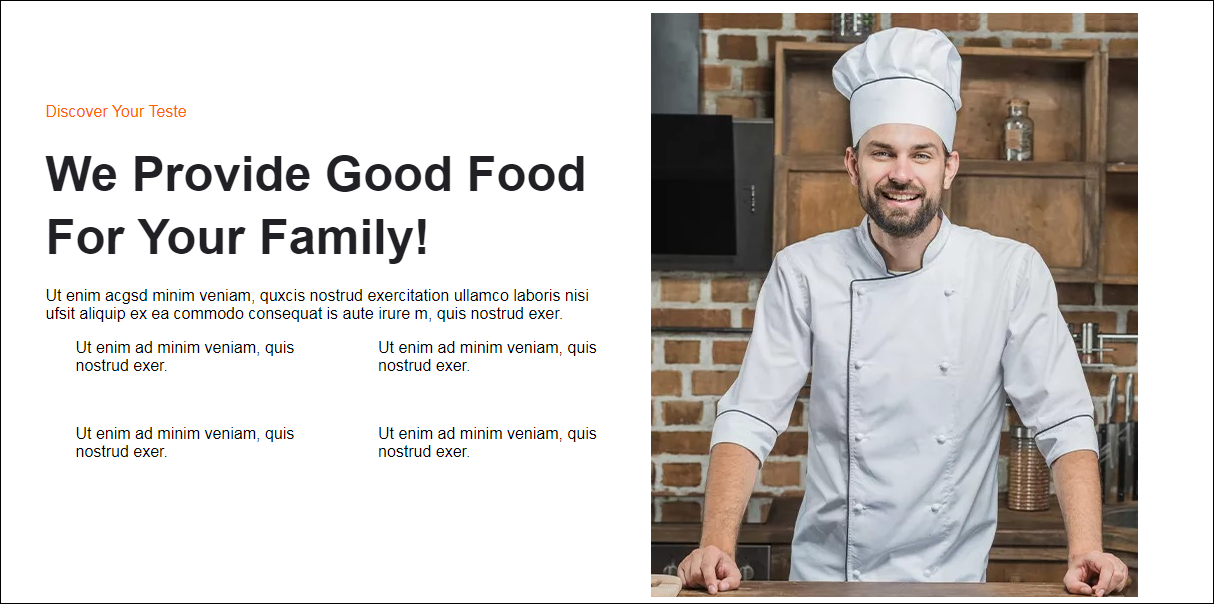 Discover Your Teste
We Provide Good Food
For Your Family!
Ut enim acgsd minim veniam, quxcis nostrud exercitation ullamco laboris nisi
ufsit aliquip ex ea commodo consequat is aute irure m, quis nostrud exer.
Ut enim ad minim veniam, quis
nostrud exer.
Ut enim ad minim veniam, quis
nostrud exer.
Ut enim ad minim veniam, quis
nostrud exer.
Ut enim ad minim veniam, quis
nostrud exer.